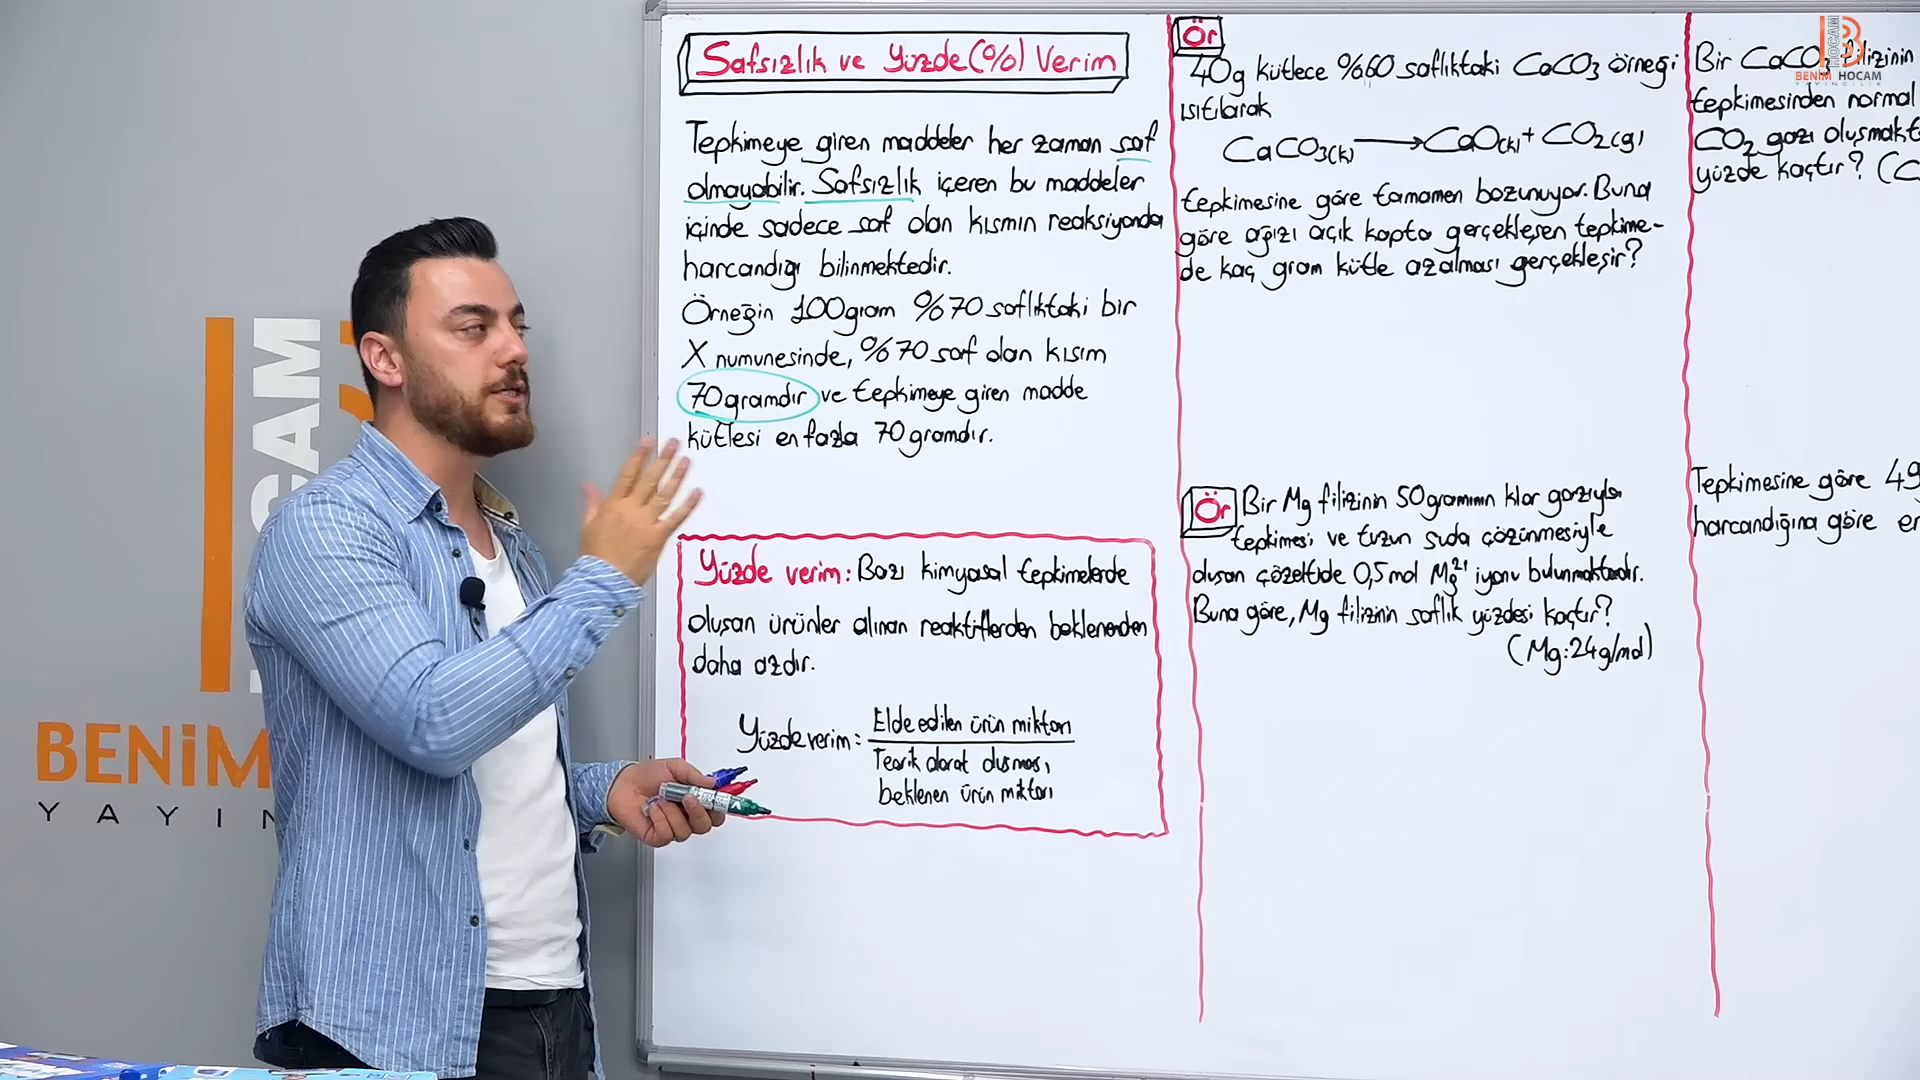 Safsızlık ve Yüzde(%) Verim
Tepkimeye giren maddeler her zaman saf
olmayabilir. Safsızlık içeren bu maddeler
içinde sadece saf olan kısmın reaksiyonda
harcandığı bilinmektedir.
Örneğin 100gram %70 saflıktaki bir
X numunesinde, %70 saf olan kısım
70gramdır ve tepkimeye giren madde
kütlesi en fazla 70gramdır.
Yüzde verim: Bazı kimyasal tepkimelerde
oluşan ürünler alınan reaktiflerden beklenenden
daha azdır.
Yüzde verim= Elde edilen ürün miktarı
Teorik olarak oluşması
beklenen ürün miktarı
Ör
40g kütlece %60 saflıktaki CaCO3 örneği
ısıtılarak
CaCO3(k) → CaO(k) + CO2(g)
tepkimesine göre tamamen bozunuyor. Buna
göre ağızı açık kapta gerçekleşen tepkime-
de kaç gram kütle azalması gerçekleşir?
Ör Bir Mg filizinin 50gramının klor gazıyla
tepkimesi ve tuzun suda çözünmesiyle
oluşan çözeltide 0,5mol Mg2+ iyonu bulunmaktadır.
Buna göre, Mg filizinin saflık yüzdesi kaçtır?
(Mg:24g/mol)
Bir CaCO3 filizinin
tepkimesinden normal
CO2 gazı oluşmakt
yüzde kaçtır? (C
Tepkimesine göre 49
harcandığına göre en
BENİM HOCAM
YAYINCILIK
HOCAM
CAM
BENİM
YAYIN